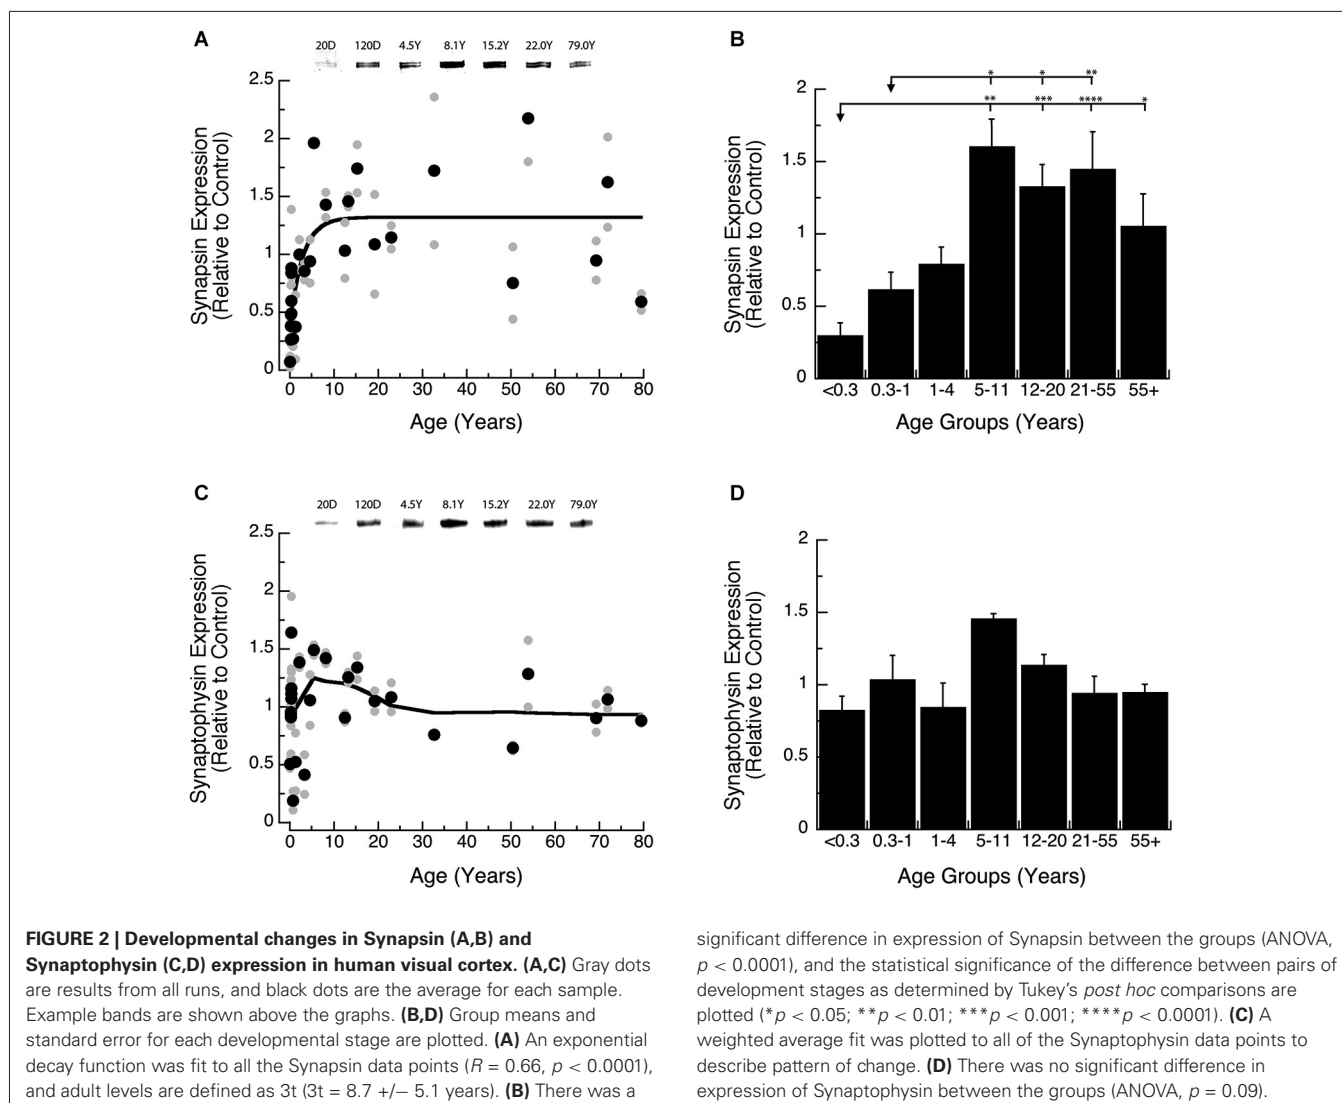 A
20D 120D 4.5Y 8.1Y 15.2Y 22.0Y 79.0Y
2.5
2
1.5
1
0.5
0
Synapsin Expression
(Relative to Control)
0 10 20 30 40 50 60 70 80
Age (Years)
B
* * **
** *** **** *
2
1.5
1
0.5
0
Synapsin Expression
(Relative to Control)
<0.3 0.3-1 1-4 5-11 12-20 21-55 55+
Age Groups (Years)
C
20D 120D 4.5Y 8.1Y 15.2Y 22.0Y 79.0Y
2.5
2
1.5
1
0.5
0
Synaptophysin Expression
(Relative to Control)
0 10 20 30 40 50 60 70 80
Age (Years)
D
2
1.5
1
0.5
0
Synaptophysin Expression
(Relative to Control)
<0.3 0.3-1 1-4 5-11 12-20 21-55 55+
Age Groups (Years)
FIGURE 2 | Developmental changes in Synapsin (A,B) and
Synaptophysin (C,D) expression in human visual cortex. (A,C) Gray dots
are results from all runs, and black dots are the average for each sample.
Example bands are shown above the graphs. (B,D) Group means and
standard error for each developmental stage are plotted. (A) An exponential
decay function was fit to all the Synapsin data points (R = 0.66, p < 0.0001),
and adult levels are defined as 3t (3t = 8.7 +/− 5.1 years). (B) There was a
significant difference in expression of Synapsin between the groups (ANOVA,
p < 0.0001), and the statistical significance of the difference between pairs of
development stages as determined by Tukey's post hoc comparisons are
plotted (*p < 0.05; **p < 0.01; ***p < 0.001; ****p < 0.0001). (C) A
weighted average fit was plotted to all of the Synaptophysin data points to
describe pattern of change. (D) There was no significant difference in
expression of Synaptophysin between the groups (ANOVA, p = 0.09).